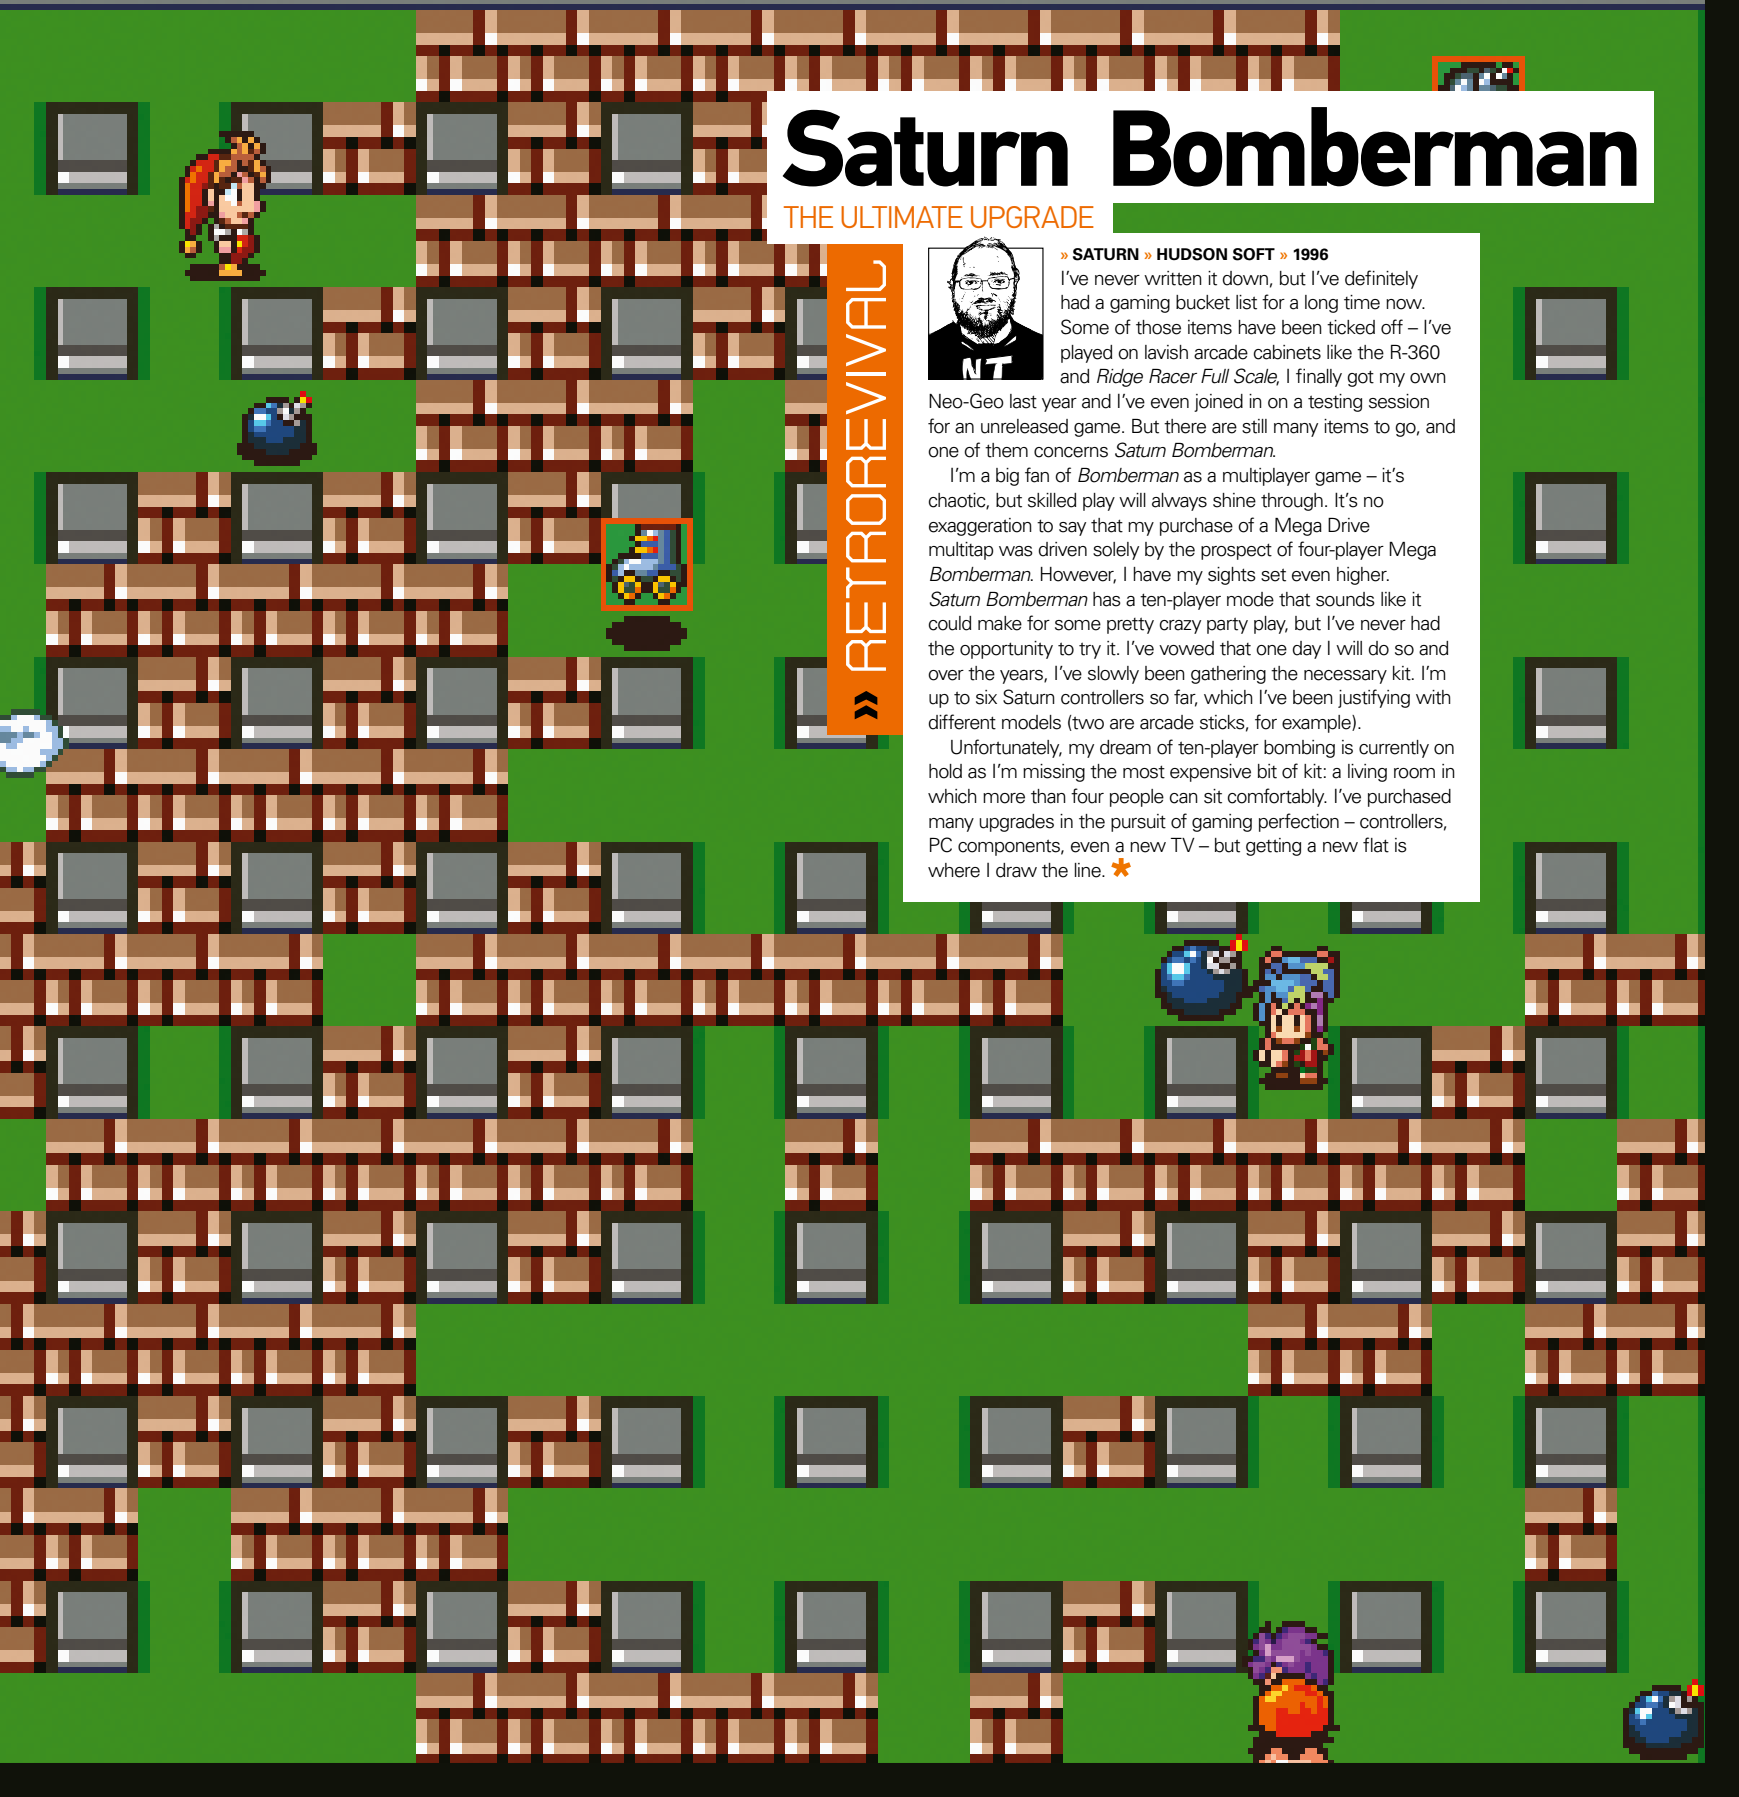 Saturn Bomberman
THE ULTIMATE UPGRADE
RETROREVIVAL
» SATURN » HUDSON SOFT » 1996
I've never written it down, but I've definitely
had a gaming bucket list for a long time now.
Some of those items have been ticked off – I've
played on lavish arcade cabinets like the R-360
and Ridge Racer Full Scale, I finally got my own
Neo-Geo last year and I've even joined in on a testing session
for an unreleased game. But there are still many items to go, and
one of them concerns Saturn Bomberman.
I'm a big fan of Bomberman as a multiplayer game – it's
chaotic, but skilled play will always shine through. It's no
exaggeration to say that my purchase of a Mega Drive
multitap was driven solely by the prospect of four-player Mega
Bomberman. However, I have my sights set even higher.
Saturn Bomberman has a ten-player mode that sounds like it
could make for some pretty crazy party play, but I've never had
the opportunity to try it. I've vowed that one day I will do so and
over the years, I've slowly been gathering the necessary kit. I'm
up to six Saturn controllers so far, which I've been justifying with
different models (two are arcade sticks, for example).
Unfortunately, my dream of ten-player bombing is currently on
hold as I'm missing the most expensive bit of kit: a living room in
which more than four people can sit comfortably. I've purchased
many upgrades in the pursuit of gaming perfection – controllers,
PC components, even a new TV – but getting a new flat is
where I draw the line. *
NT